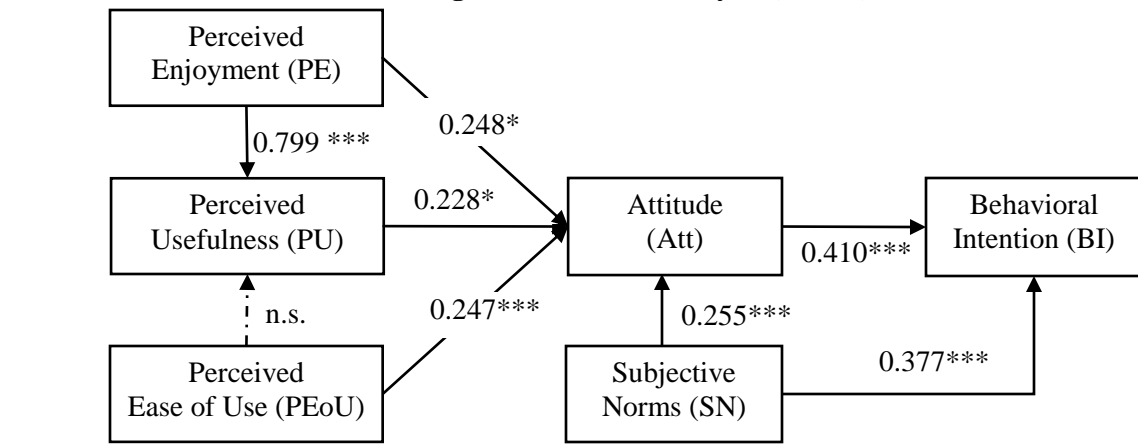 Perceived
Enjoyment (PE)
0.248*
0.799 ***
Perceived
Usefulness (PU)
0.228*
Attitude
(Att)
Behavioral
Intention (BI)
0.410***
0.247***
n.s.
0.255***
Perceived
Ease of Use (PEoU)
Subjective
Norms (SN)
0.377***